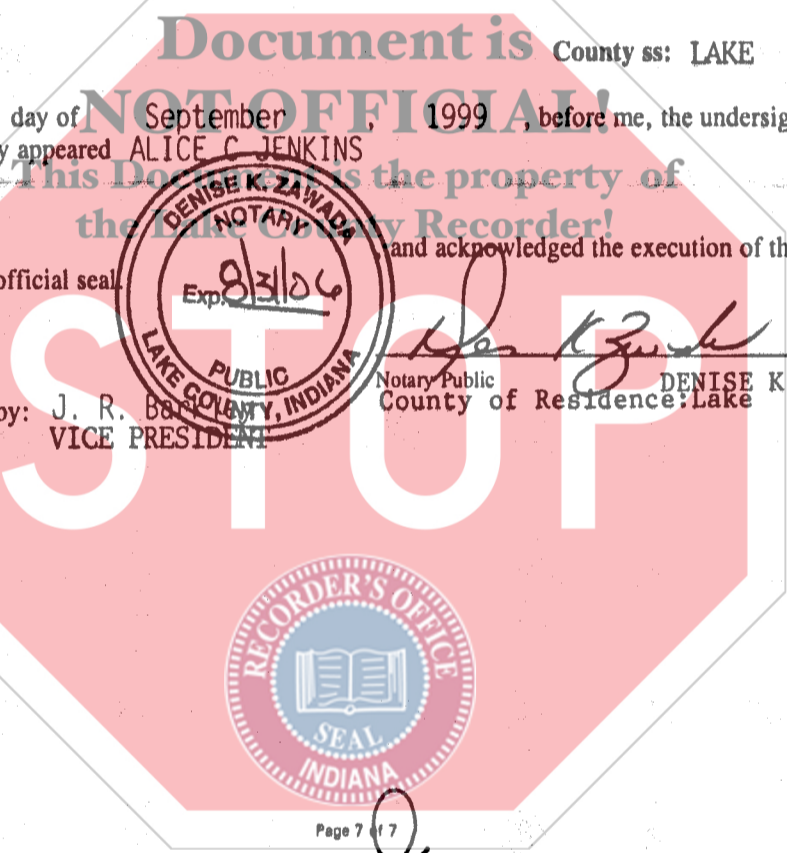 Document is
County ss: LAKE
NOT OFFICIAL!
day of September , 1999 , before me, the undersig
y appeared ALICE C JENKINS
This Document is the property of
the Lake County Recorder!
DENISE K. ZAWADA
NOTARY
and acknowledged the execution of th
official seal.
Exp. 8/31/06
PUBLIC
LAKE COUNTY, INDIANA
Notary Public DENISE K
County of Residence:Lake
by: J. R.
VICE PRESIDENT
STOP
RECORDER'S OFFICE
SEAL
INDIANA
Page 7 of 7